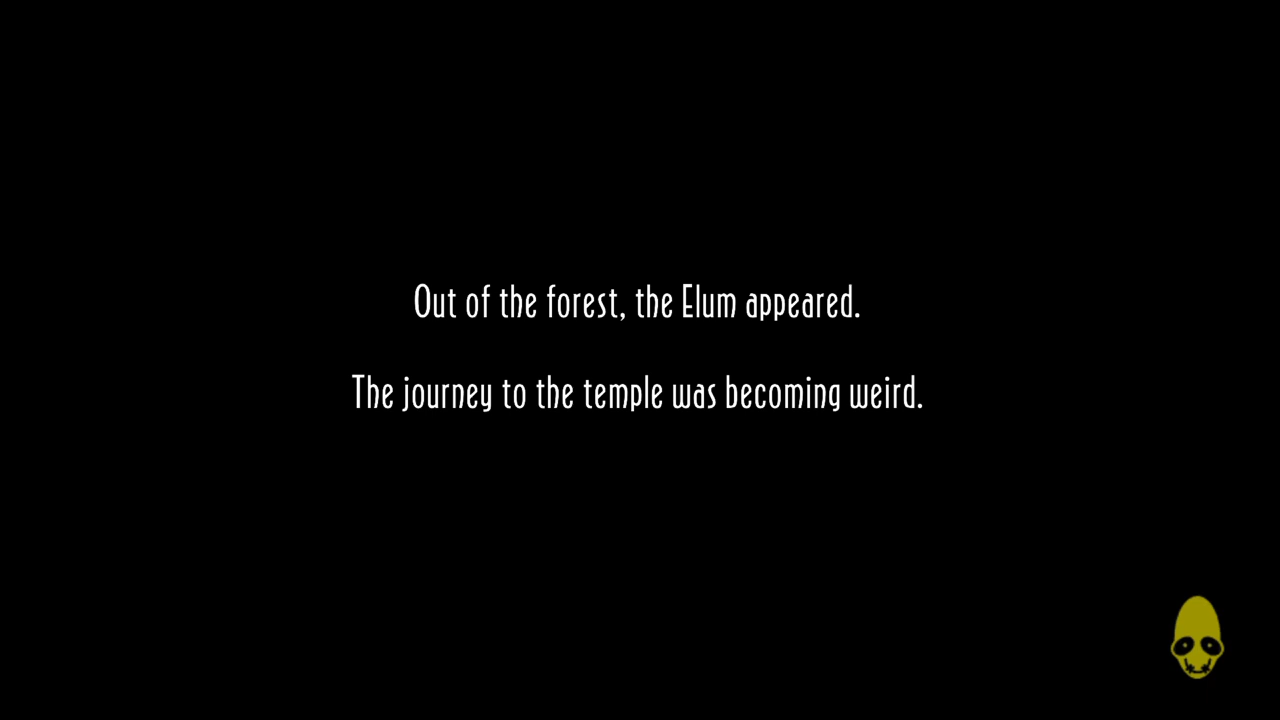 Out of the forest, the Elum appeared.
The journey to the temple was becoming weird.